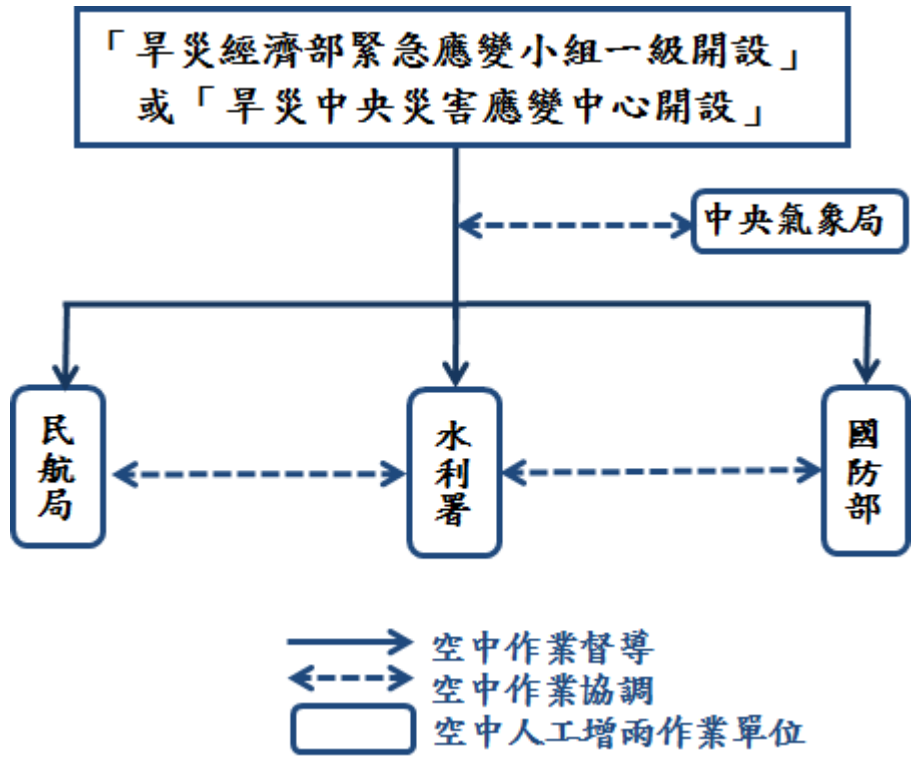 「旱災經濟部緊急應變小組一級開設」
或「旱災中央災害應變中心開設」
中央氣象局
民航局
水利署
國防部
空中作業督導
空中作業協調
空中人工增雨作業單位